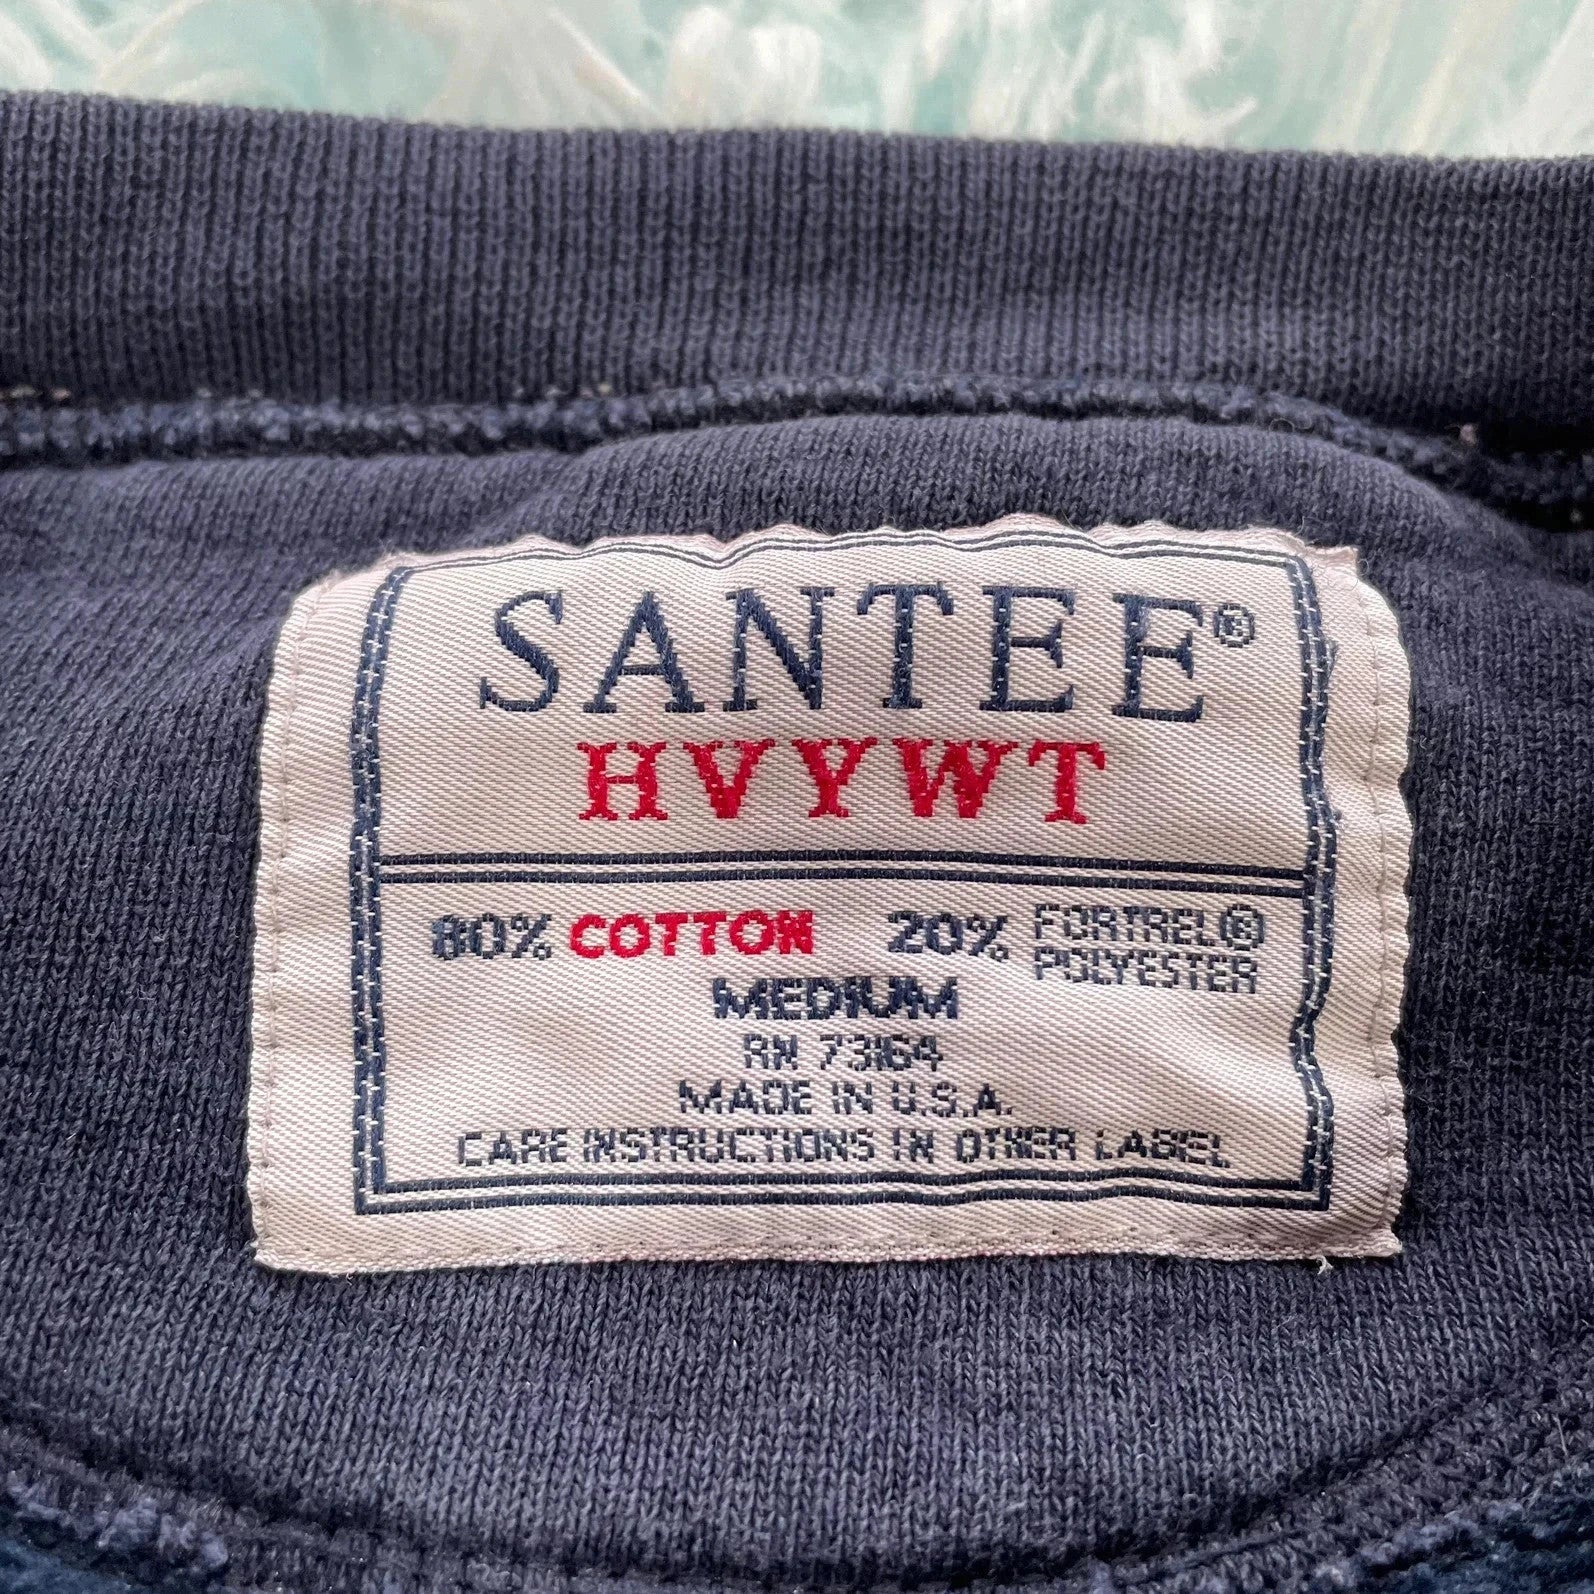 SANTEE®
HVYWT
80% COTTON 20% FORTREL® POLYESTER
MEDIUM
RN 73164
MADE IN U.S.A.
CARE INSTRUCTIONS IN OTHER LABEL